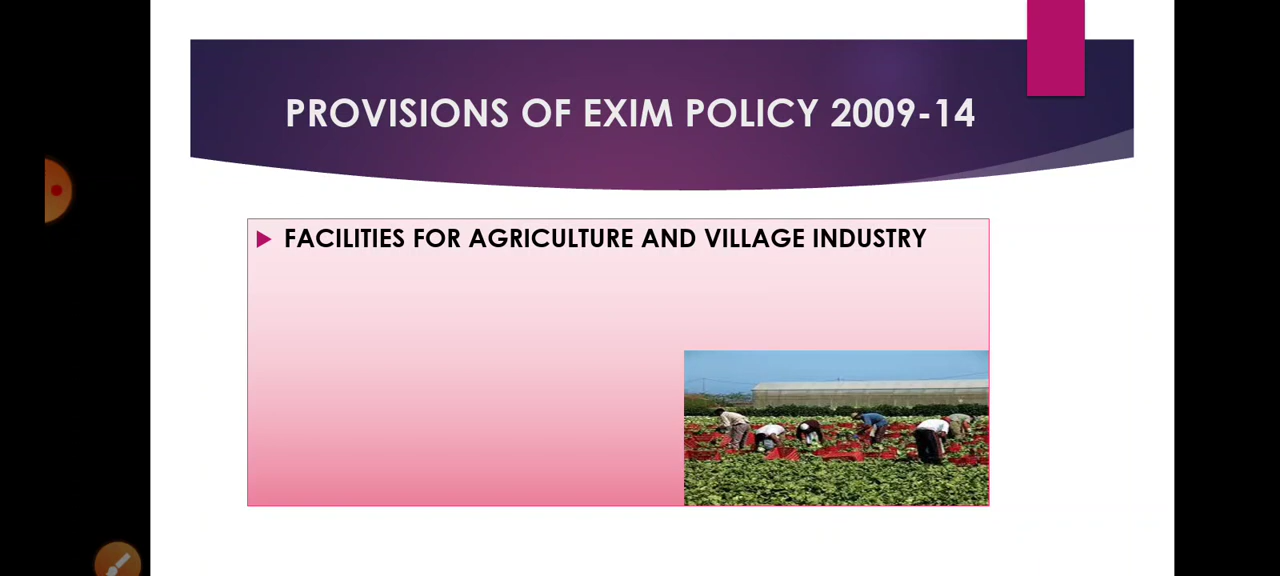 PROVISIONS OF EXIM POLICY 2009-14
FACILITIES FOR AGRICULTURE AND VILLAGE INDUSTRY